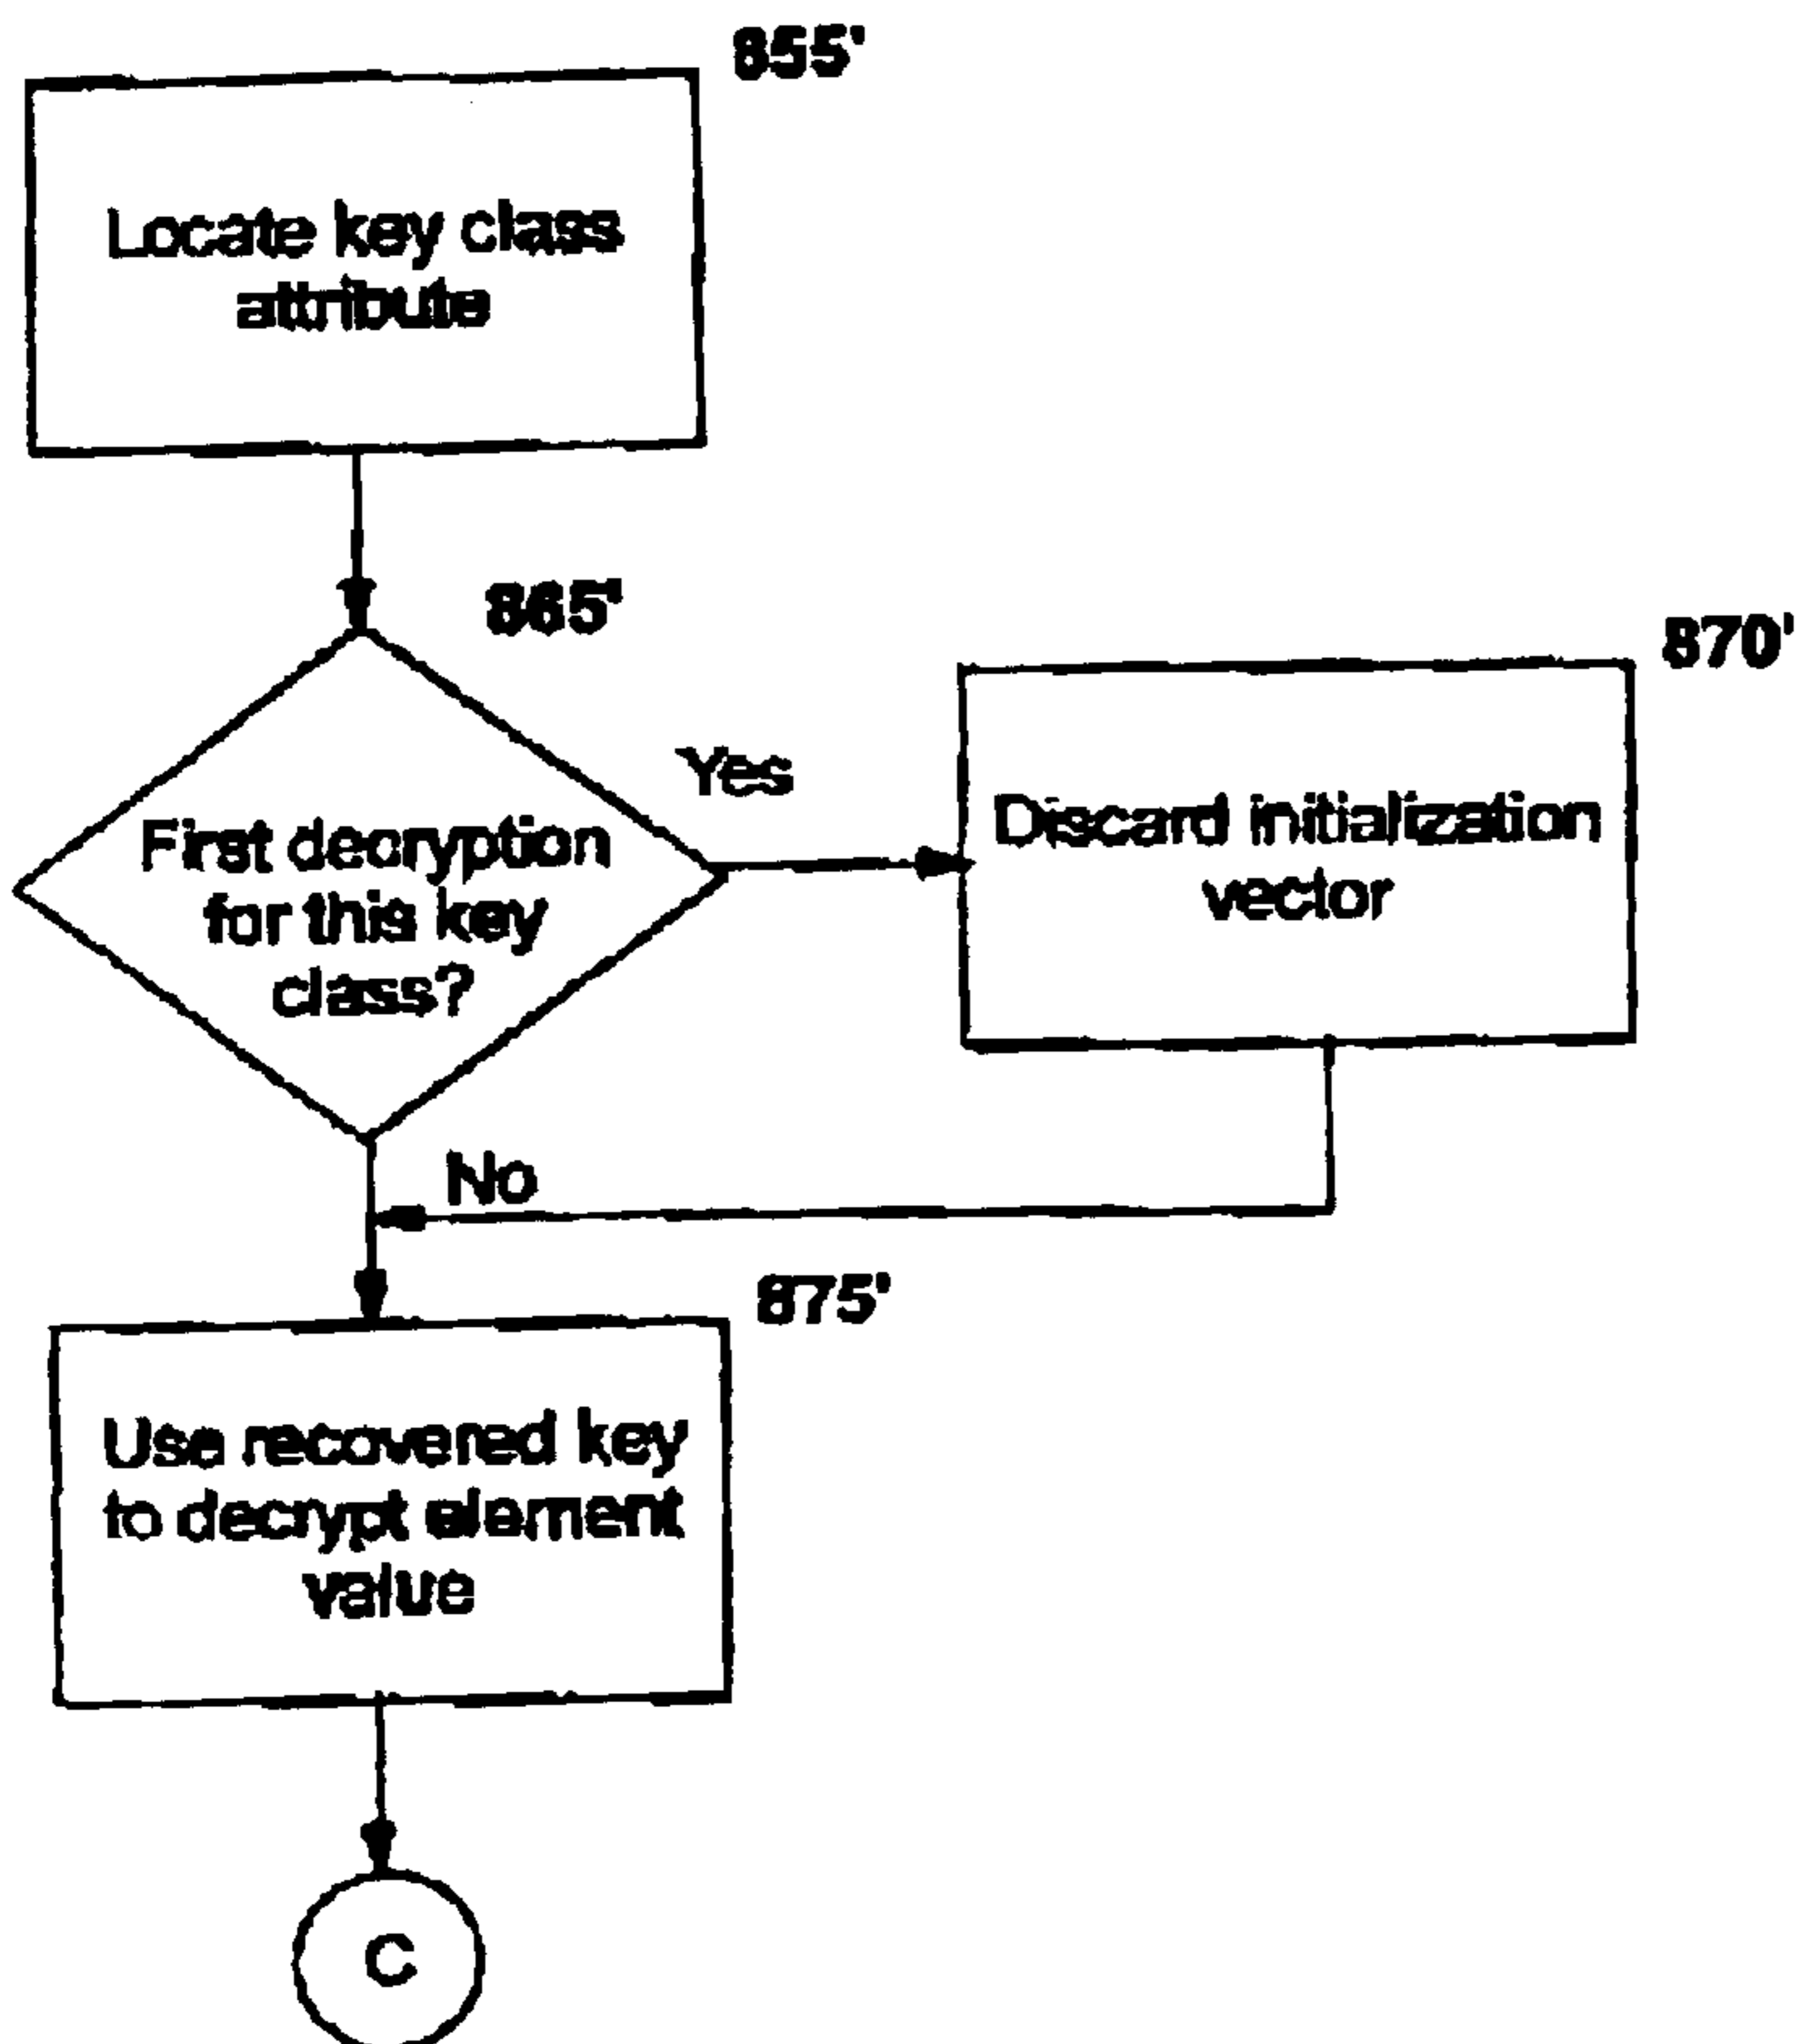 855'
Locate key class
attribute
865'
870'
Yes
First decryption
for this key
class?
Discard initialization
vector
No
875'
Use recovered key
to decrypt element
value
C